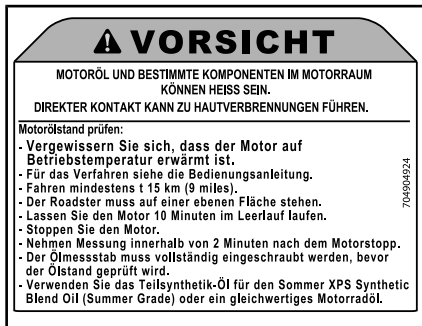 VORSICHT
MOTORÖL UND BESTIMMTE KOMPONENTEN IM MOTORRAUM
KÖNNEN HEISS SEIN.
DIREKTER KONTAKT KANN ZU HAUTVERBRENNUNGEN FÜHREN.
Motorölstand prüfen:
- Vergewissern Sie sich, dass der Motor auf
Betriebstemperatur erwärmt ist.
- Für das Verfahren siehe die Bedienungsanleitung.
- Fahren mindestens t 15 km (9 miles).
- Der Roadster muss auf einer ebenen Fläche stehen.
- Lassen Sie den Motor 10 Minuten im Leerlauf laufen.
- Stoppen Sie den Motor.
- Nehmen Messung innerhalb von 2 Minuten nach dem Motorstopp.
- Der Ölmessstab muss vollständig eingeschraubt werden, bevor
der Ölstand geprüft wird.
- Verwenden Sie das Teilsynthetik-Öl für den Sommer XPS Synthetic
Blend Oil (Summer Grade) oder ein gleichwertiges Motorradöl.
704904924